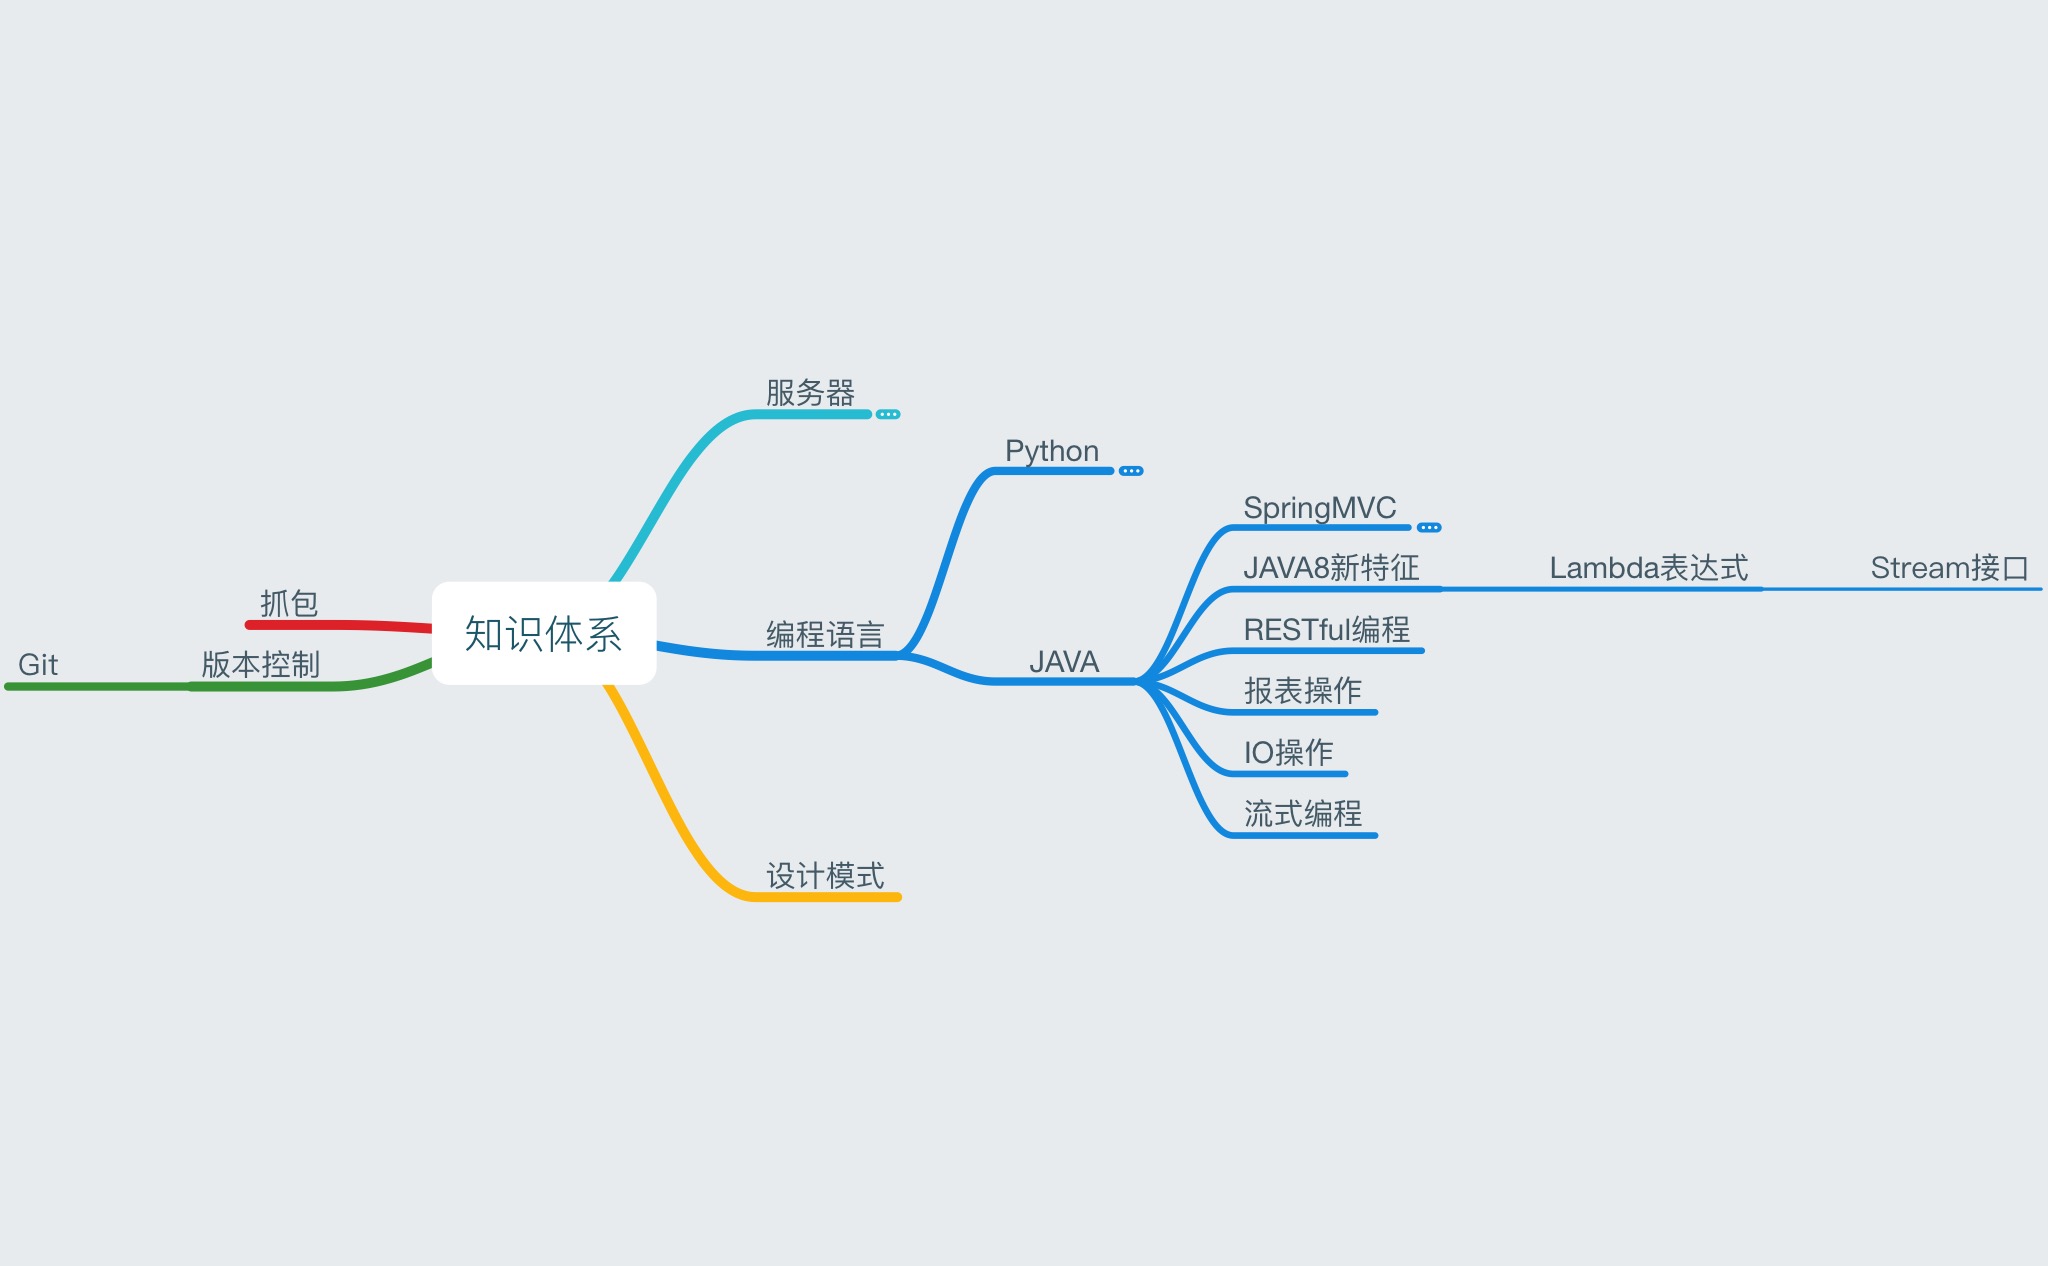 知识体系
服务器
编程语言
Python
JAVA
SpringMVC
JAVA8新特征
Lambda表达式
Stream接口
RESTful编程
报表操作
IO操作
流式编程
设计模式
抓包
版本控制
Git